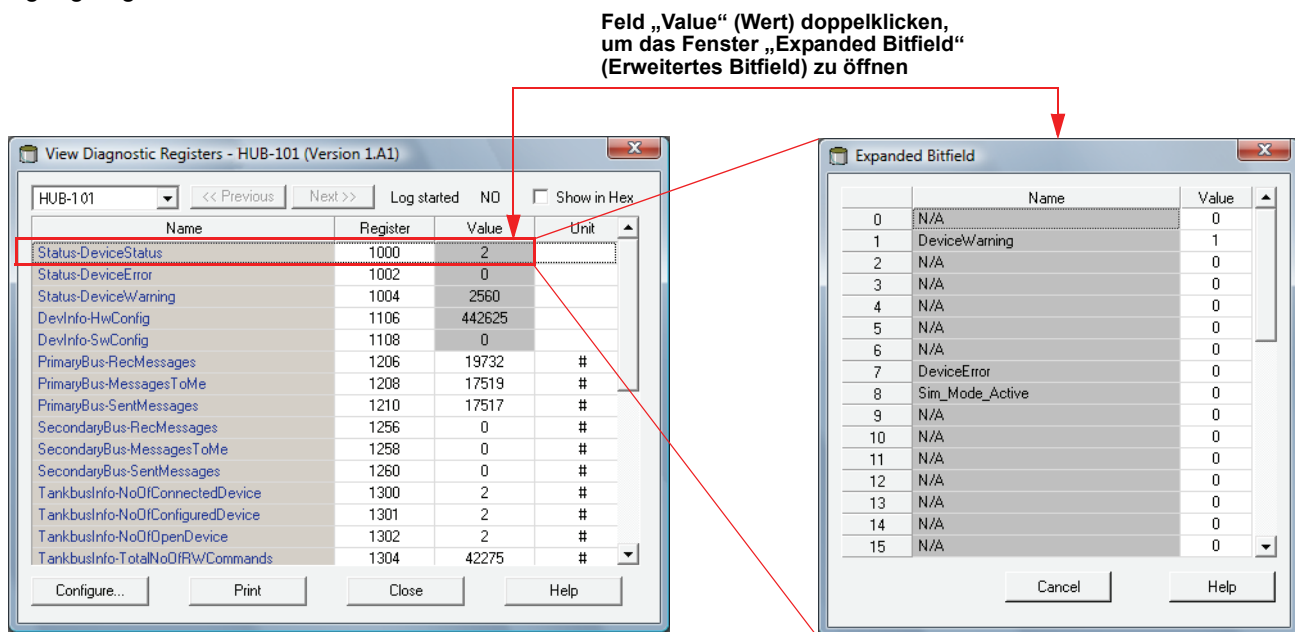 Feld „Value“ (Wert) doppelklicken,
um das Fenster „Expanded Bitfield“
(Erweitertes Bitfield) zu öffnen
View Diagnostic Registers - HUB-101 (Version 1.A1)
HUB-101 << Previous Next >> Log started NO Show in Hex
Name Register Value Unit
Status-DeviceStatus 1000 2
Status-DeviceError 1002 0
Status-DeviceWarning 1004 2560
DevInfo-HwConfig 1106 442625
DevInfo-SwConfig 1108 0
PrimaryBus-RecMessages 1206 19732 #
PrimaryBus-MessagesToMe 1208 17519 #
PrimaryBus-SentMessages 1210 17517 #
SecondaryBus-RecMessages 1256 0 #
SecondaryBus-MessagesToMe 1258 0 #
SecondaryBus-SentMessages 1260 0 #
TankbusInfo-NoOfConnectedDevice 1300 2 #
TankbusInfo-NoOfConfiguredDevice 1301 2 #
TankbusInfo-NoOfOpenDevice 1302 2 #
TankbusInfo-TotalNoOfRWCommands 1304 42275 #
Configure... Print Close Help
Expanded Bitfield
Name Value
0 N/A 0
1 DeviceWarning 1
2 N/A 0
3 N/A 0
4 N/A 0
5 N/A 0
6 N/A 0
7 DeviceError 0
8 Sim_Mode_Active 0
9 N/A 0
10 N/A 0
11 N/A 0
12 N/A 0
13 N/A 0
14 N/A 0
15 N/A 0
Cancel Help